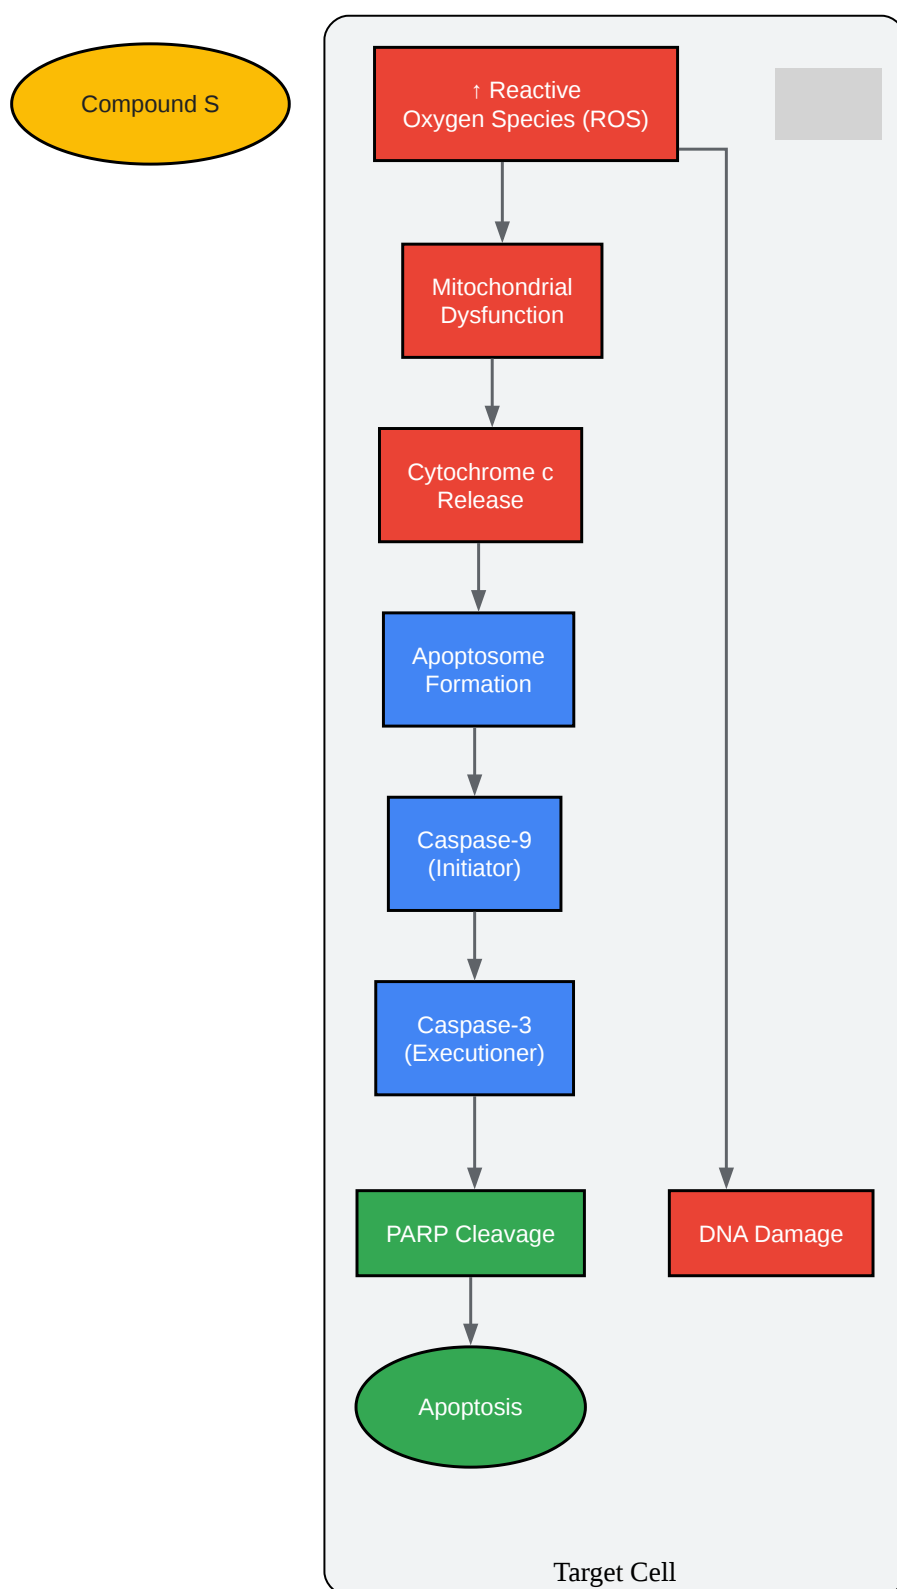 Compound S
↑ Reactive
Oxygen Species (ROS)
Mitochondrial
Dysfunction
Cytochrome c
Release
Apoptosome
Formation
Caspase-9
(Initiator)
Caspase-3
(Executioner)
PARP Cleavage
DNA Damage
Apoptosis
Target Cell